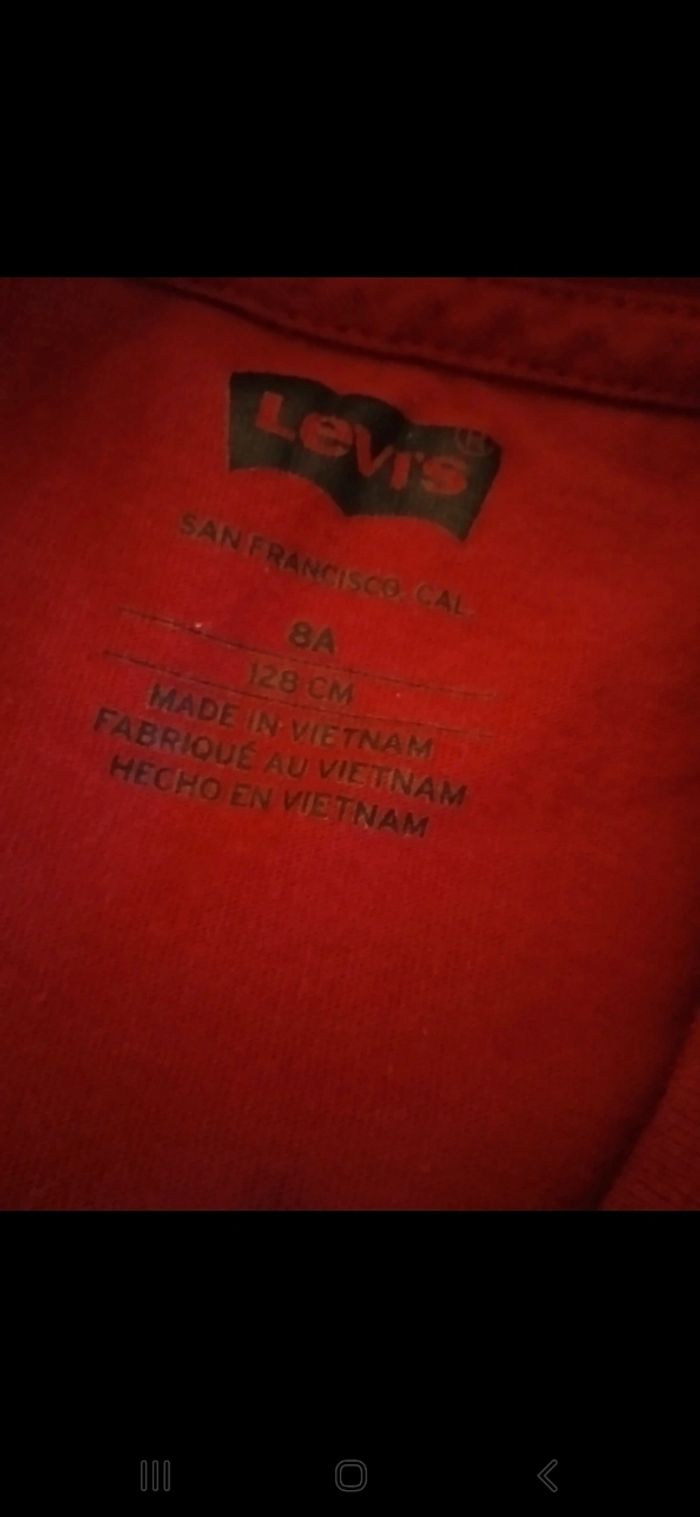 Levi's®
SAN FRANCISCO, CAL.
8A
128 CM
MADE IN VIETNAM
FABRIQUÉ AU VIETNAM
HECHO EN VIETNAM